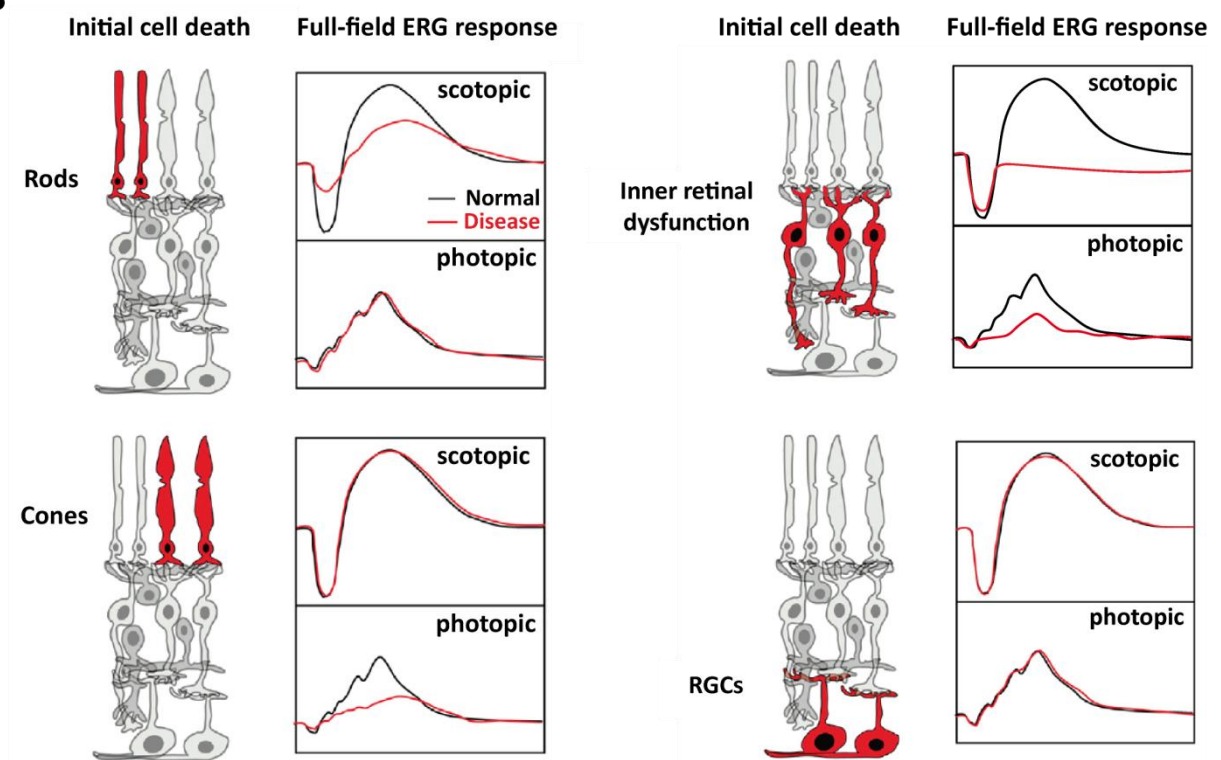 Initial cell death
Full-field ERG response
Rods
scotopic
Normal
Disease
photopic
Cones
scotopic
photopic
Initial cell death
Full-field ERG response
Inner retinal
dysfunction
scotopic
photopic
RGCs
scotopic
photopic